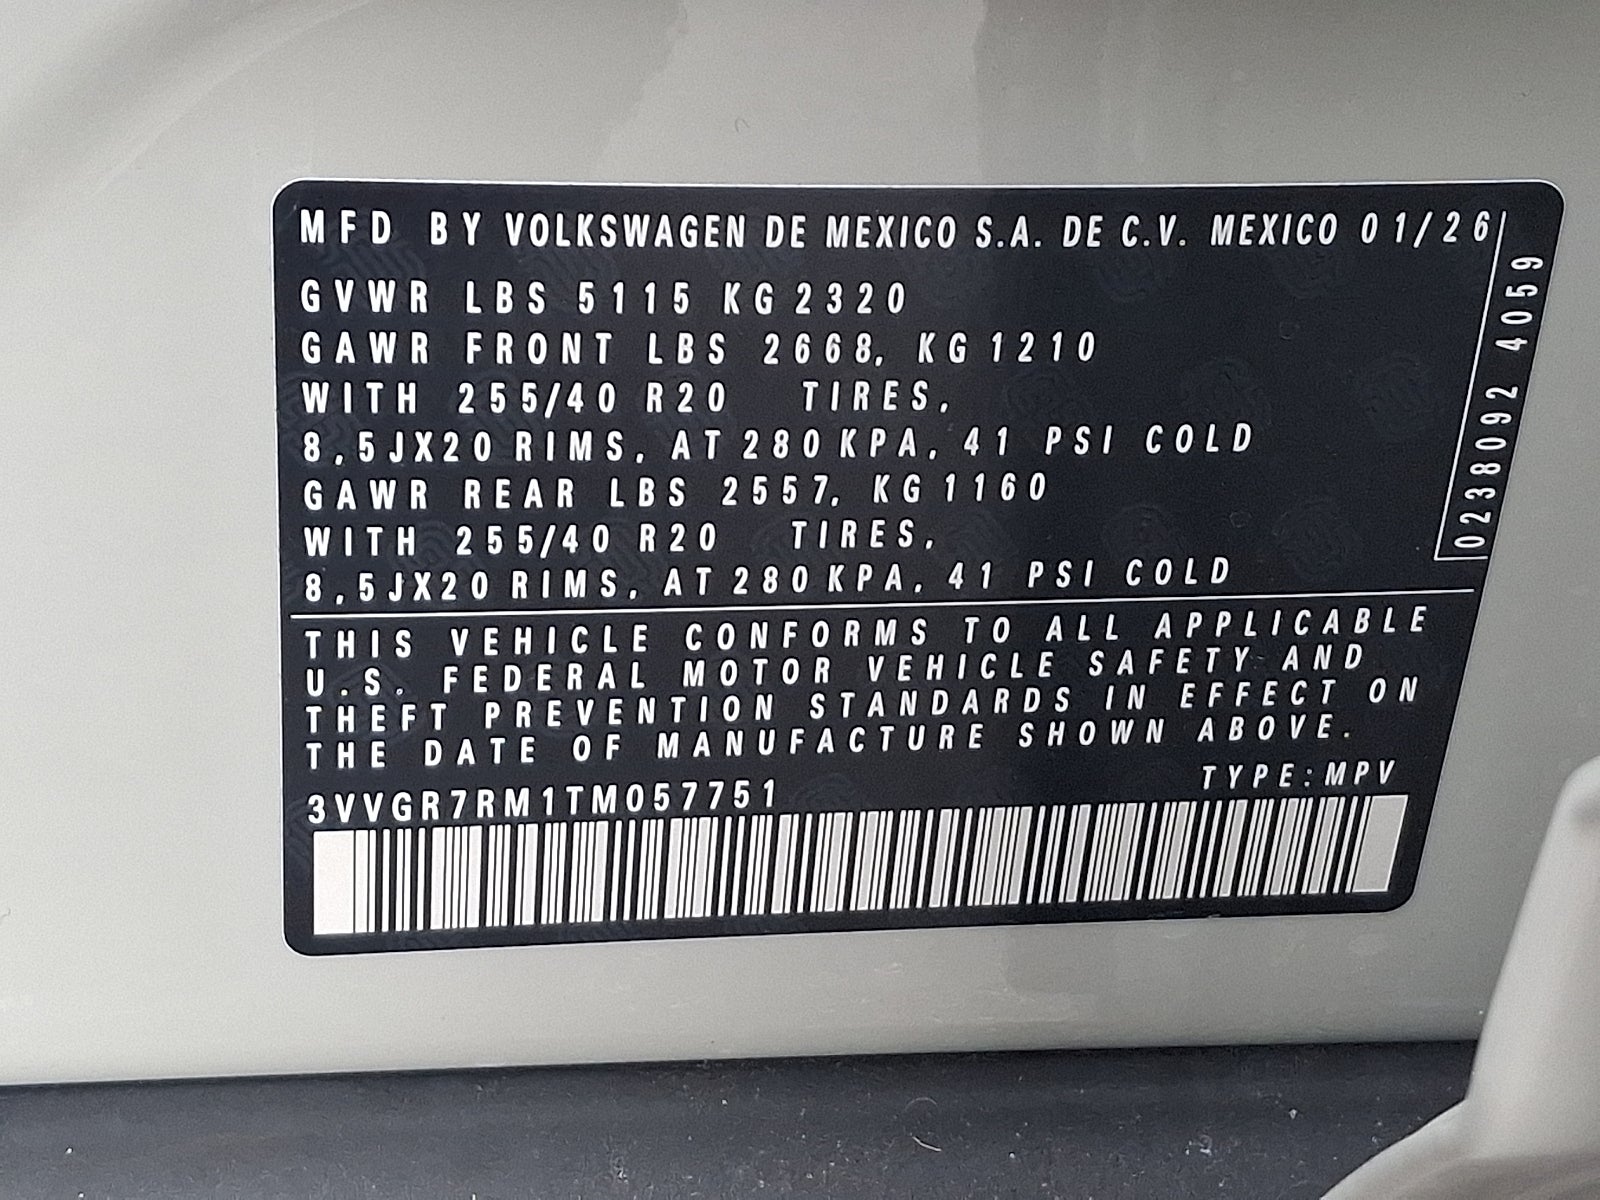 MFD BY VOLKSWAGEN DE MEXICO S.A. DE C.V. MEXICO 01/26
GVWR LBS 5115 KG 2320
GAWR FRONT LBS 2668, KG 1210
WITH 255/40 R20 TIRES,
8,5JX20 RIMS, AT 280 KPA, 41 PSI COLD
GAWR REAR LBS 2557, KG 1160
WITH 255/40 R20 TIRES,
8,5JX20 RIMS, AT 280 KPA, 41 PSI COLD
0238092 4059
THIS VEHICLE CONFORMS TO ALL APPLICABLE
U.S. FEDERAL MOTOR VEHICLE SAFETY AND
THEFT PREVENTION STANDARDS IN EFFECT ON
THE DATE OF MANUFACTURE SHOWN ABOVE.
TYPE: MPV
3VVGR7RM1TM057751